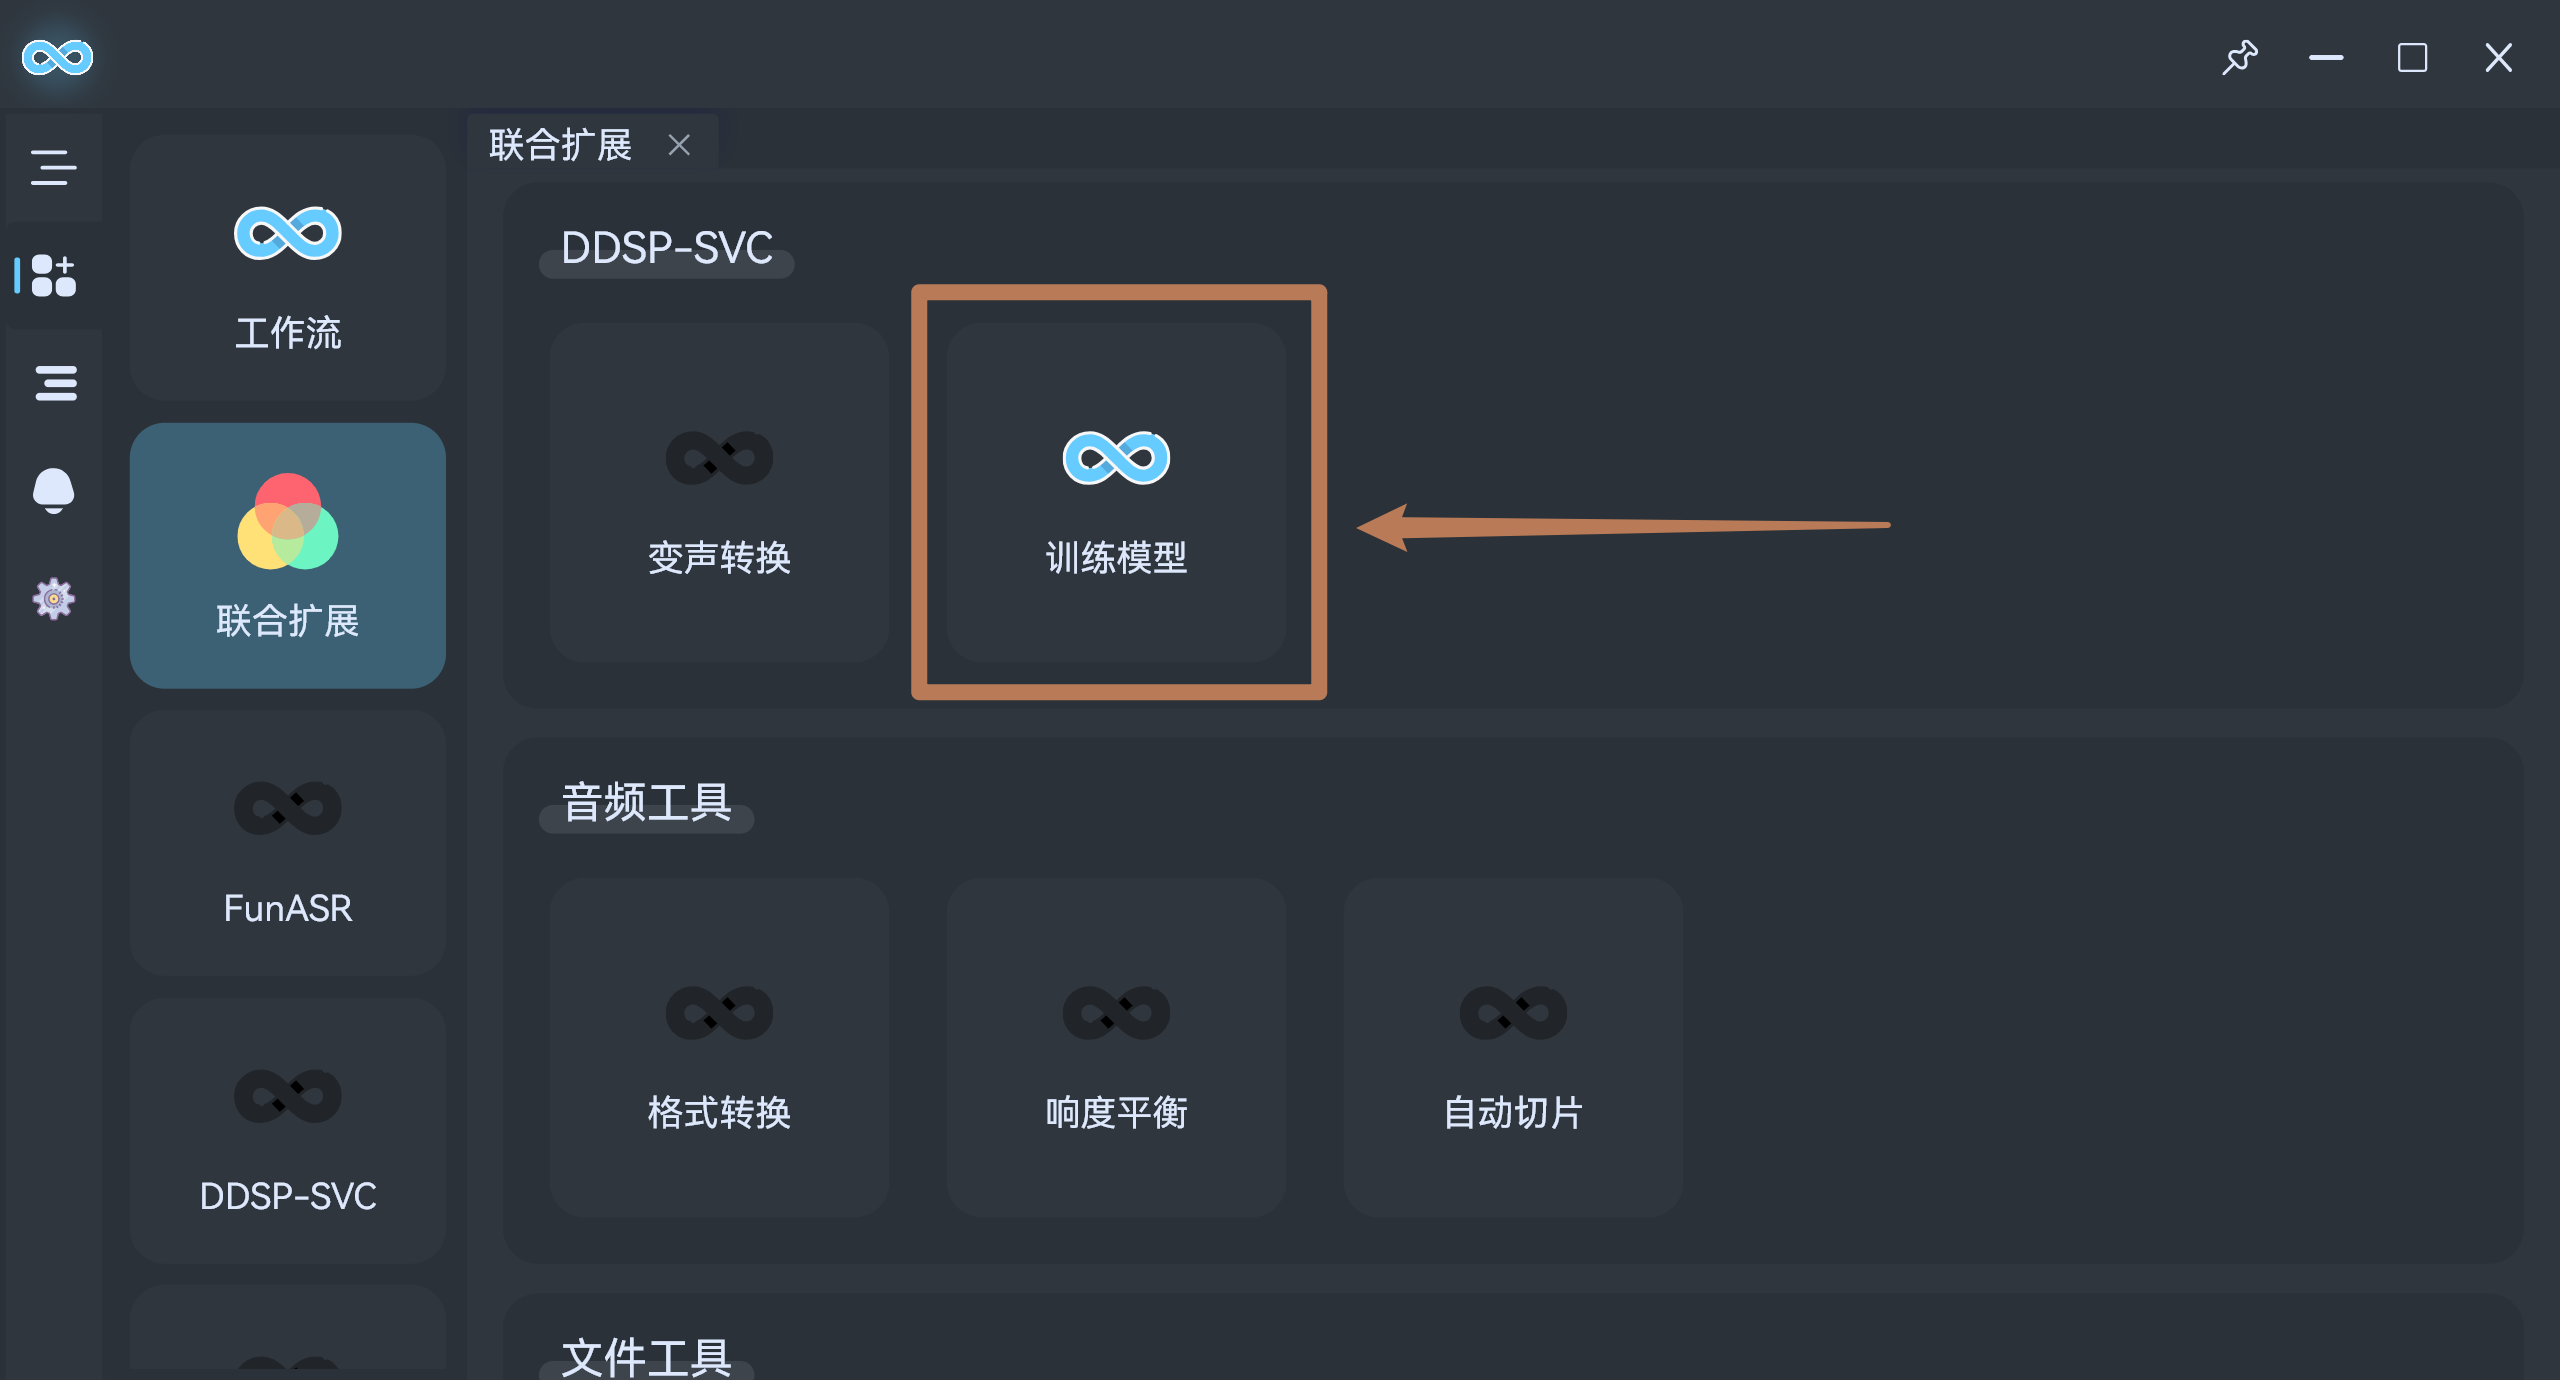 工作流
联合扩展
FunASR
DDSP-SVC
联合扩展
DDSP-SVC
变声转换
训练模型
音频工具
格式转换
响度平衡
自动切片
文件工具